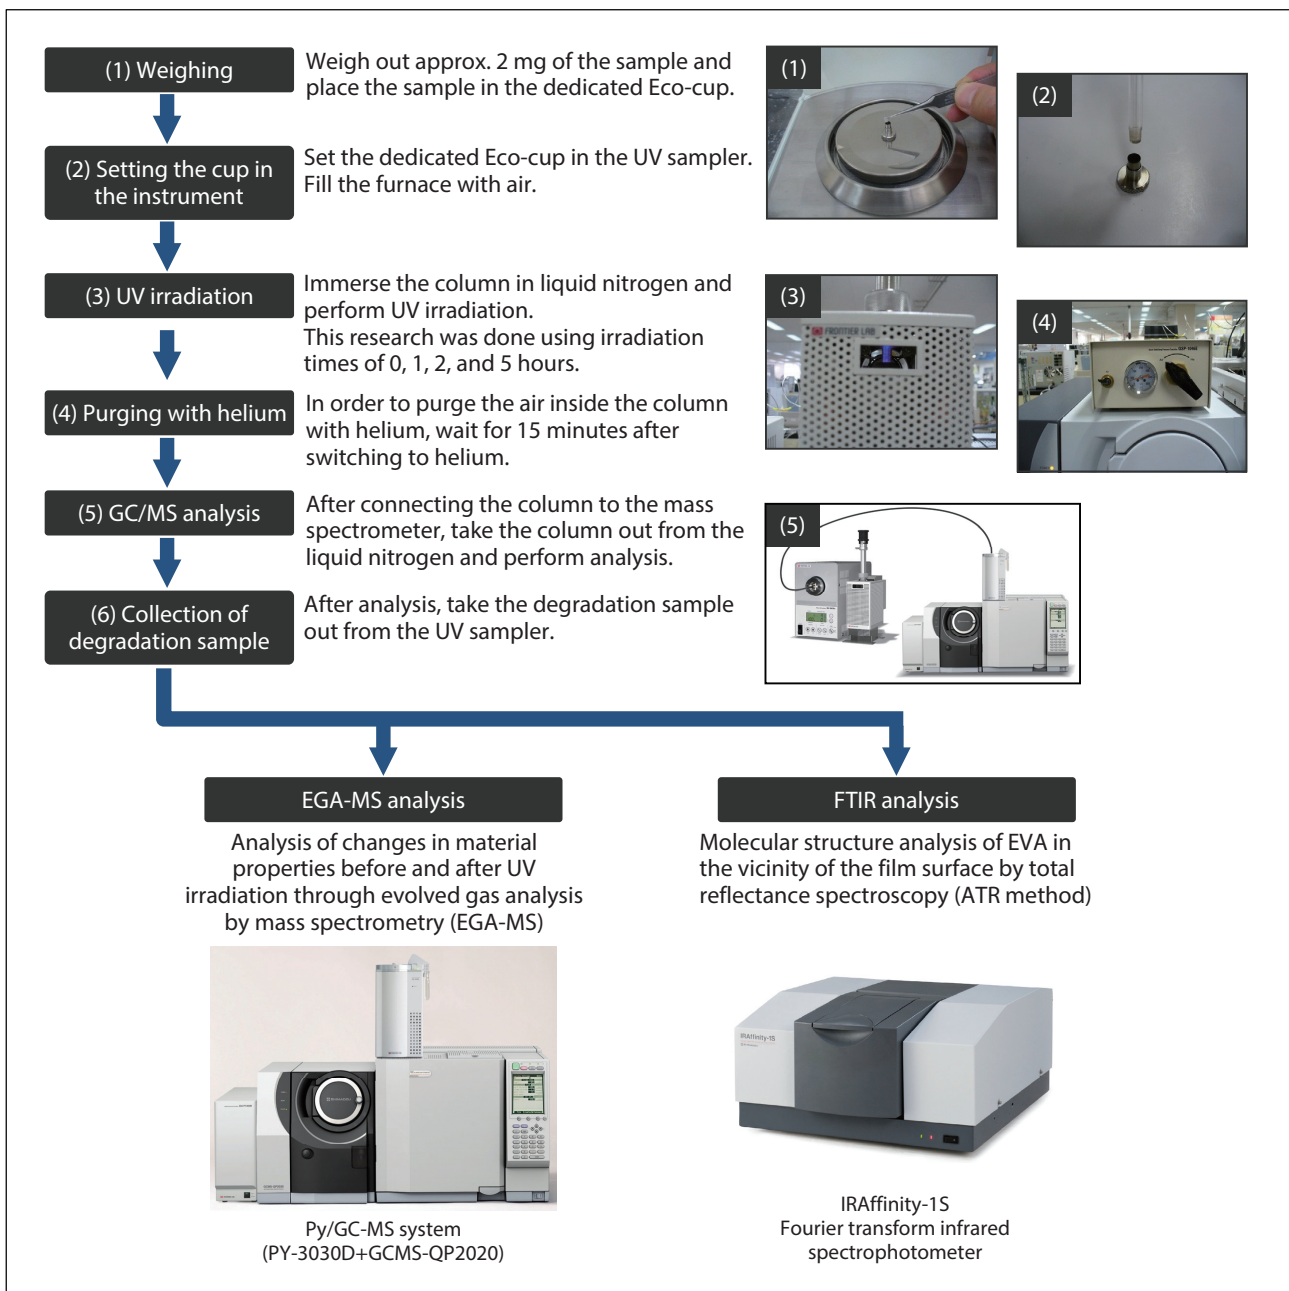 (1) Weighing
Weigh out approx. 2 mg of the sample and
place the sample in the dedicated Eco-cup.
(1)
(2)
(2) Setting the cup in
the instrument
Set the dedicated Eco-cup in the UV sampler.
Fill the furnace with air.
(3) UV irradiation
Immerse the column in liquid nitrogen and
perform UV irradiation.
This research was done using irradiation
times of 0, 1, 2, and 5 hours.
(3)
FRONTIER LAB
(4)
(4) Purging with helium
In order to purge the air inside the column
with helium, wait for 15 minutes after
switching to helium.
(5) GC/MS analysis
After connecting the column to the mass
spectrometer, take the column out from the
liquid nitrogen and perform analysis.
(5)
(6) Collection of
degradation sample
After analysis, take the degradation sample
out from the UV sampler.
EGA-MS analysis
Analysis of changes in material
properties before and after UV
irradiation through evolved gas analysis
by mass spectrometry (EGA-MS)
Py/GC-MS system
(PY-3030D+GCMS-QP2020)
FTIR analysis
Molecular structure analysis of EVA in
the vicinity of the film surface by total
reflectance spectroscopy (ATR method)
IRAffinity-1S
IRAffinity-1S
Fourier transform infrared
spectrophotometer